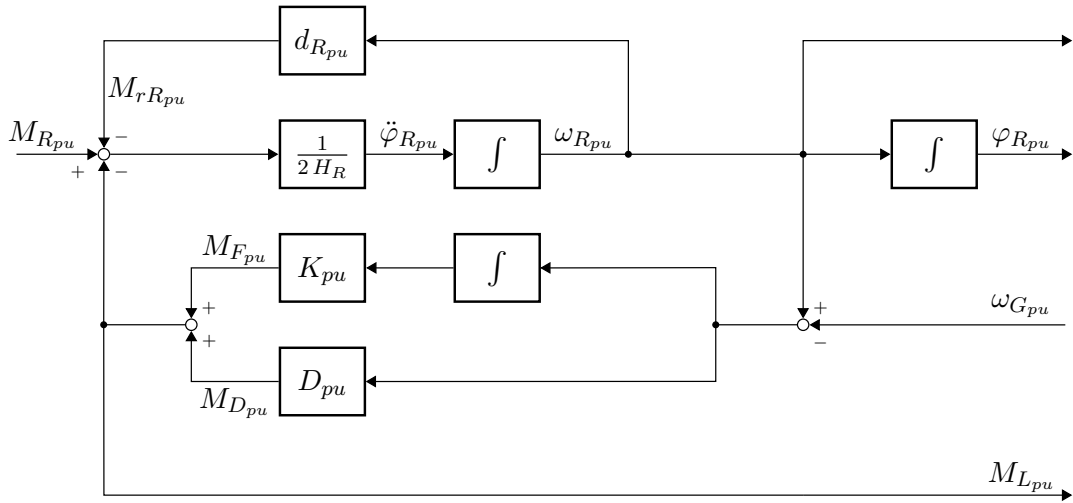 d_{R_{pu}}
M_{rR_{pu}}
M_{R_{pu}}
−
+
−
\frac{1}{2 H_R}
\ddot{φ}_{R_{pu}}
∫
ω_{R_{pu}}
∫
φ_{R_{pu}}
M_{F_{pu}}
K_{pu}
∫
+
+
+
−
ω_{G_{pu}}
M_{D_{pu}}
D_{pu}
M_{L_{pu}}